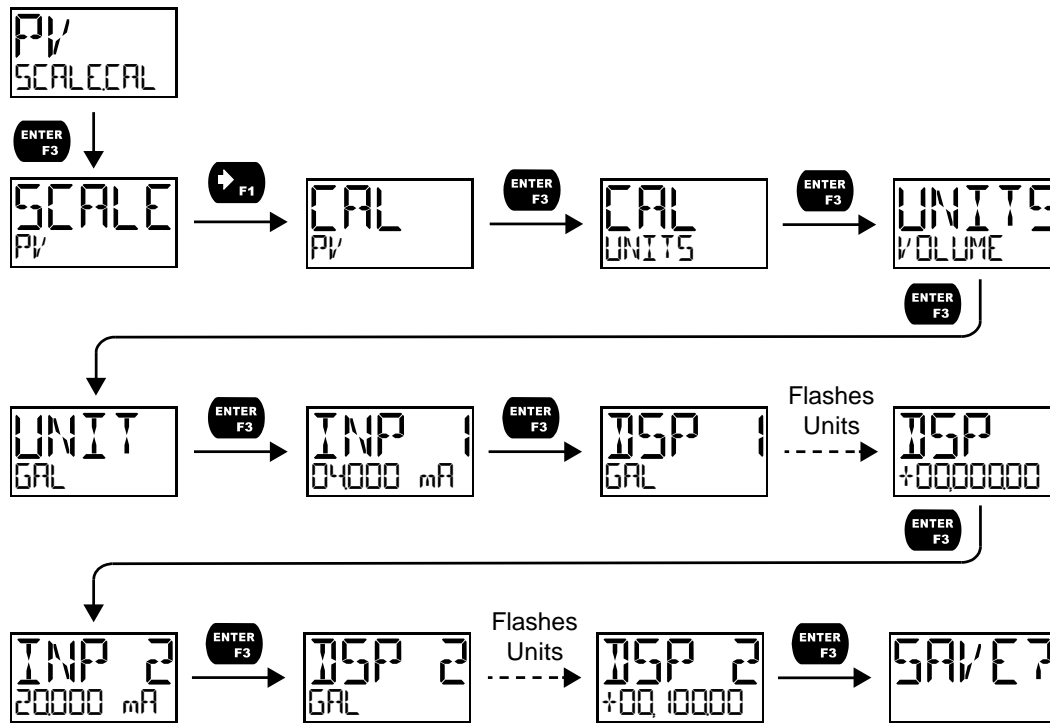 PV
SCALE.CAL
ENTER
F3
SCALE
PV
F1
CAL
PV
ENTER
F3
CAL
UNITS
ENTER
F3
UNITS
VOLUME
ENTER
F3
UNIT
GAL
ENTER
F3
INP 1
04.000 mA
ENTER
F3
DSP 1
GAL
Flashes
Units
DSP
+00,000.00
ENTER
F3
INP 2
20.000 mA
ENTER
F3
DSP 2
GAL
Flashes
Units
DSP 2
+00,100.00
ENTER
F3
SAVE?